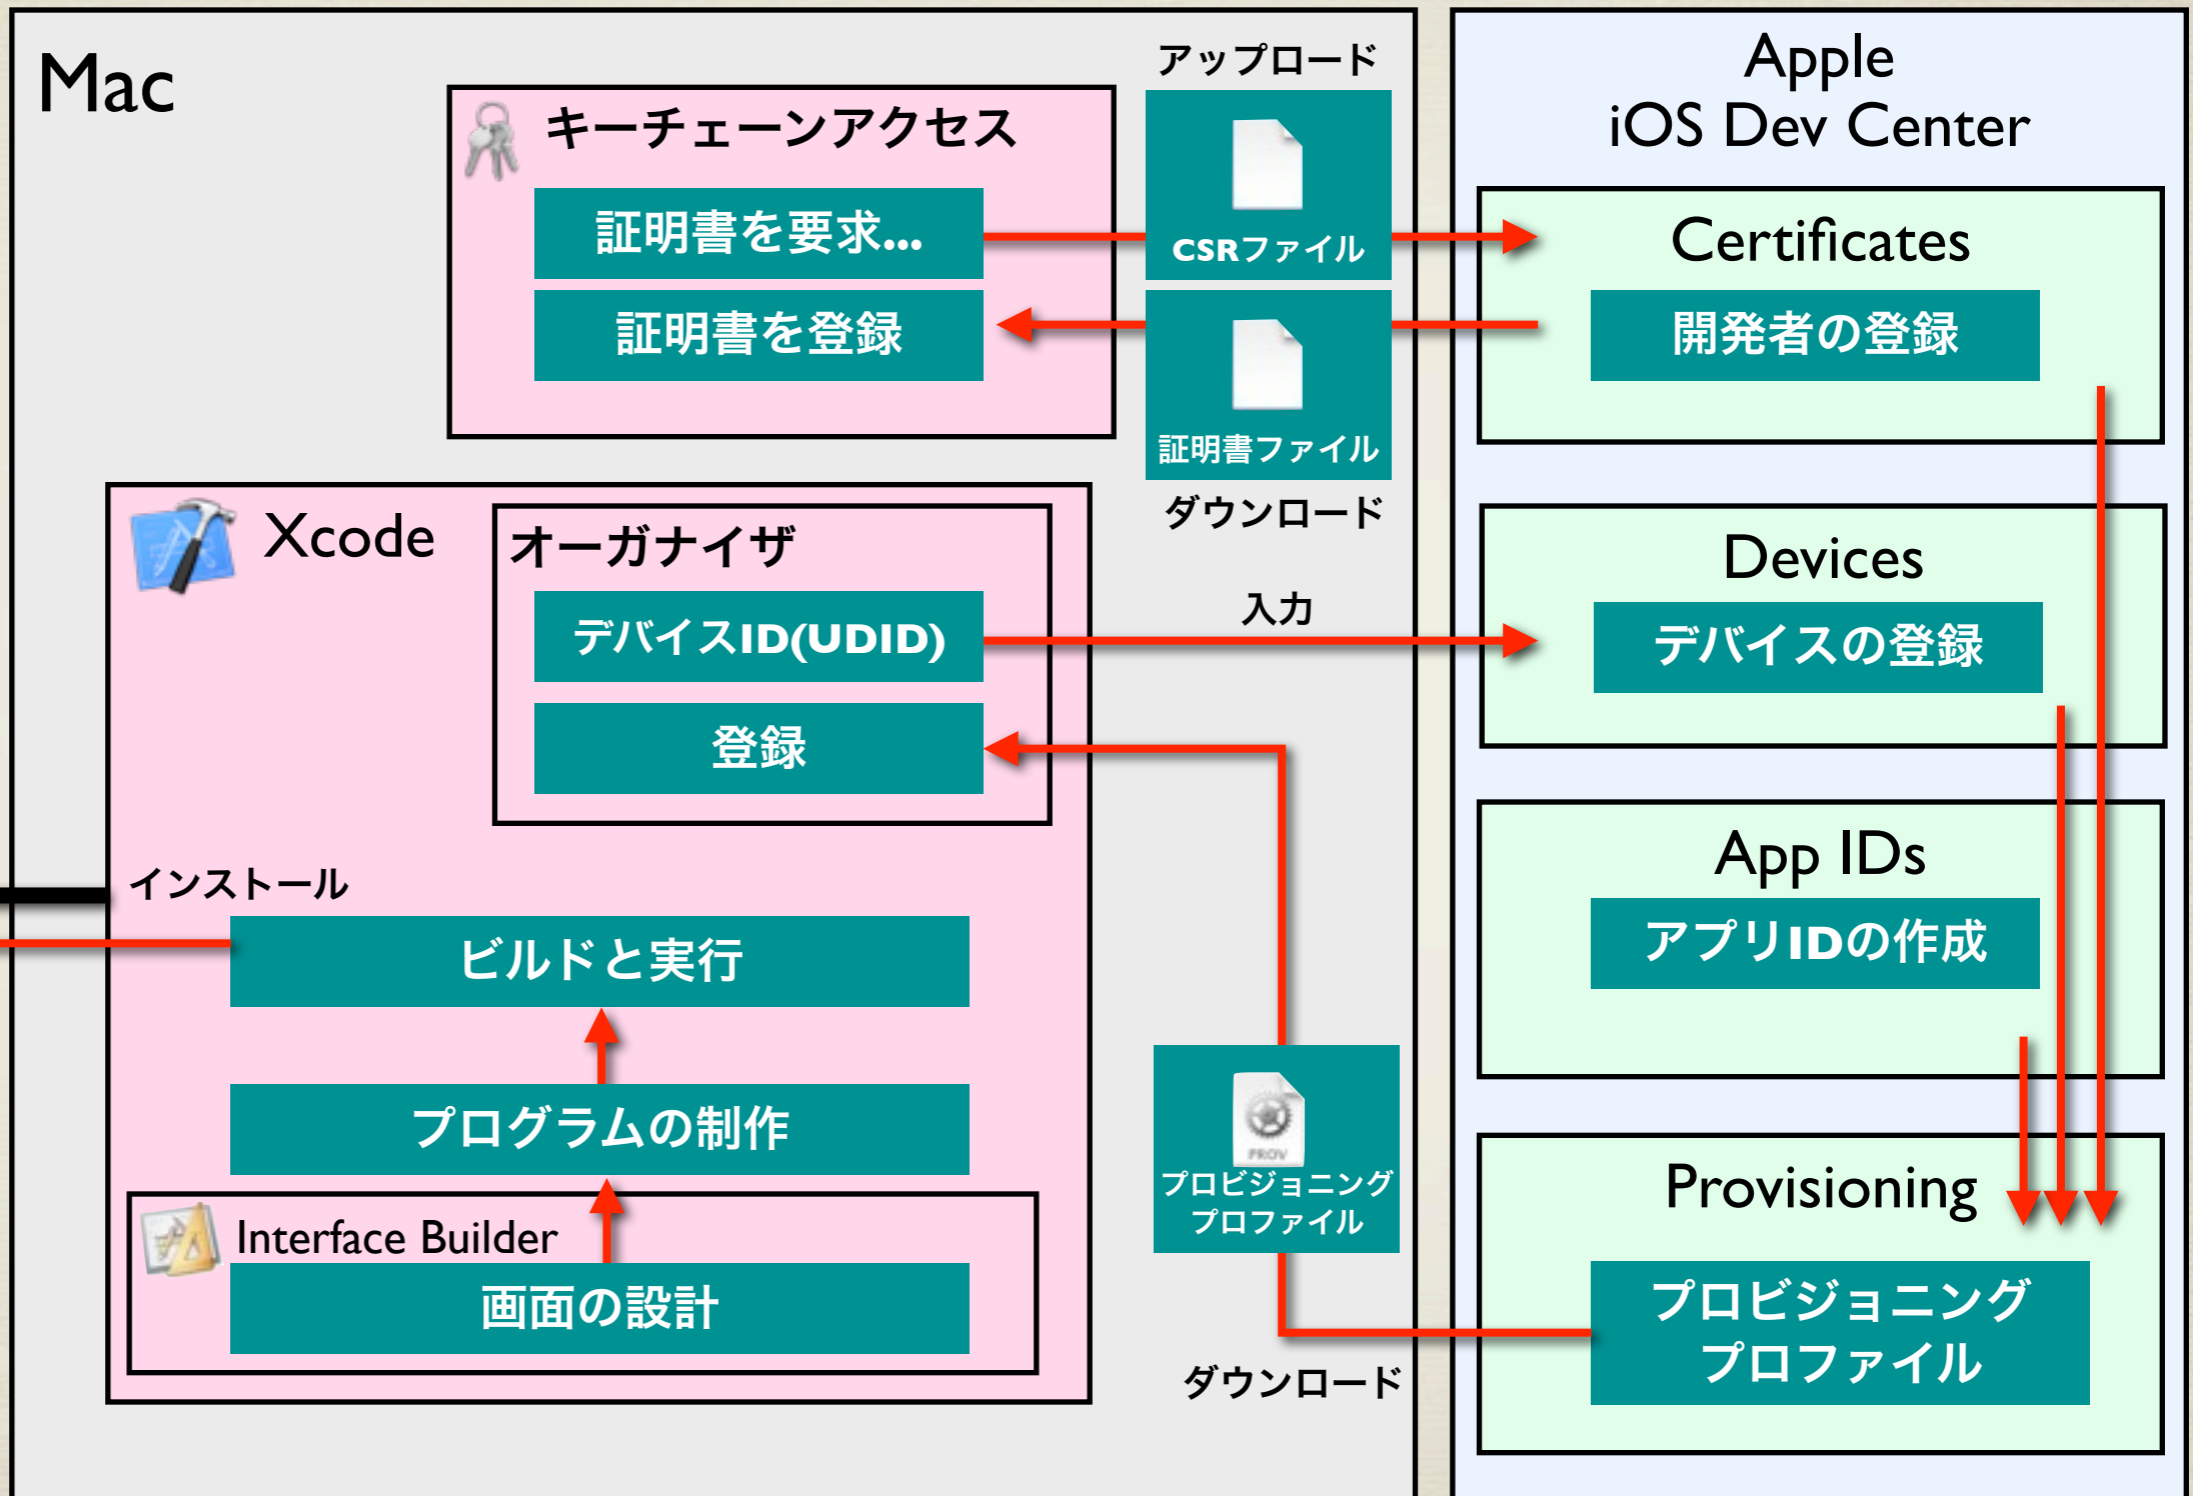 Mac
キーチェーンアクセス
証明書を要求...
証明書を登録
アップロード
CSRファイル
証明書ファイル
ダウンロード
Xcode
オーガナイザ
デバイスID(UDID)
登録
入力
インストール
ビルドと実行
プログラムの制作
Interface Builder
画面の設計
PROV
プロビジョニング
プロファイル
ダウンロード
Apple
iOS Dev Center
Certificates
開発者の登録
Devices
デバイスの登録
App IDs
アプリIDの作成
Provisioning
プロビジョニング
プロファイル